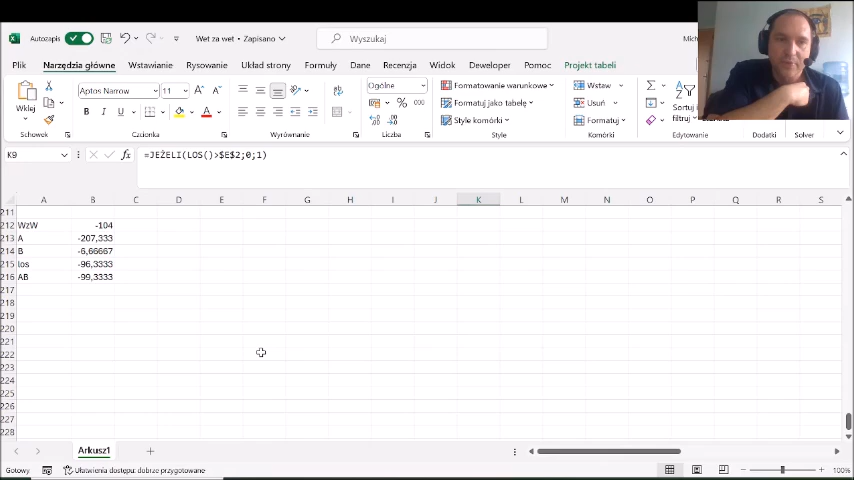 Autozapis
Wet za wet • Zapisano
Wyszukaj
Mich
Plik
Narzędzia główne
Wstawianie
Rysowanie
Układ strony
Formuły
Dane
Recenzja
Widok
Deweloper
Pomoc
Projekt tabeli
Wklej
Schowek
Aptos Narrow
11
B
I
U
Czcionka
Wyrównanie
Ogólne
%
000
Liczba
Formatowanie warunkowe
Formatuj jako tabelę
Style komórki
Style
Wstaw
Usuń
Formatuj
Komórki
Sortuj i
filtruj
Edytowanie
Dodatki
Solver
K9
=JEŻELI(LOS()>$E$2;0;1)
A B C D E F G H I J K L M N O P Q R S
211
212 WzW -104
213 A -207,333
214 B -6,66667
215 los -96,3333
216 AB -99,3333
217
218
219
220
221
222
223
224
225
226
227
228
Arkusz1
Gotowy
Ułatwienia dostępu: dobrze przygotowane
100%